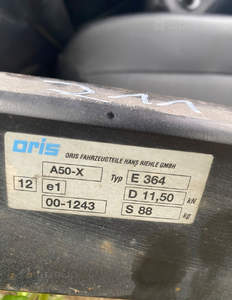 oris
ORIS FAHRZEUGTEILE HANS RIEHLE GMBH
A50-X Typ E 364
12 e1 D 11,50 kN
00-1243 S 88 kg